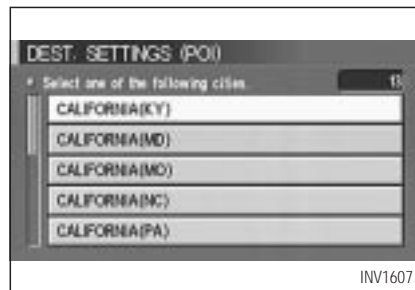 DEST. SETTINGS (POI)
Select one of the following cities.
13
CALIFORNIA(KY)
CALIFORNIA(MD)
CALIFORNIA(MO)
CALIFORNIA(NC)
CALIFORNIA(PA)
INV1607